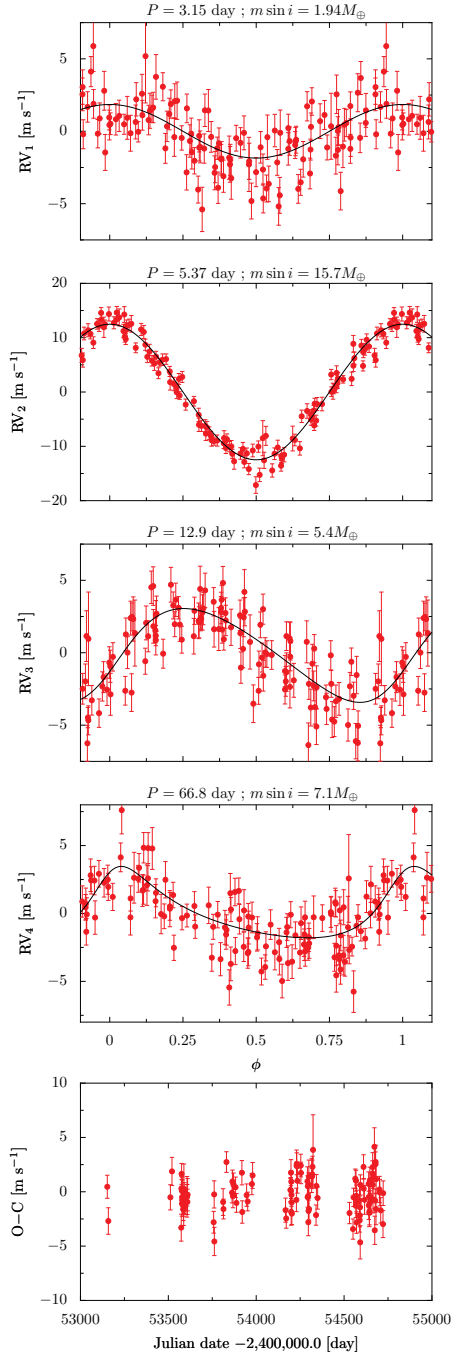 P = 3.15 day ; m sin i = 1.94M⊕
5
0
−5
RV₁ [m s⁻¹]
P = 5.37 day ; m sin i = 15.7M⊕
20
10
0
−10
−20
RV₂ [m s⁻¹]
P = 12.9 day ; m sin i = 5.4M⊕
5
0
−5
RV₃ [m s⁻¹]
P = 66.8 day ; m sin i = 7.1M⊕
5
0
−5
RV₄ [m s⁻¹]
0 0.25 0.5 0.75 1
ϕ
10
5
0
−5
−10
O−C [m s⁻¹]
53000 53500 54000 54500 55000
Julian date −2,400,000.0 [day]